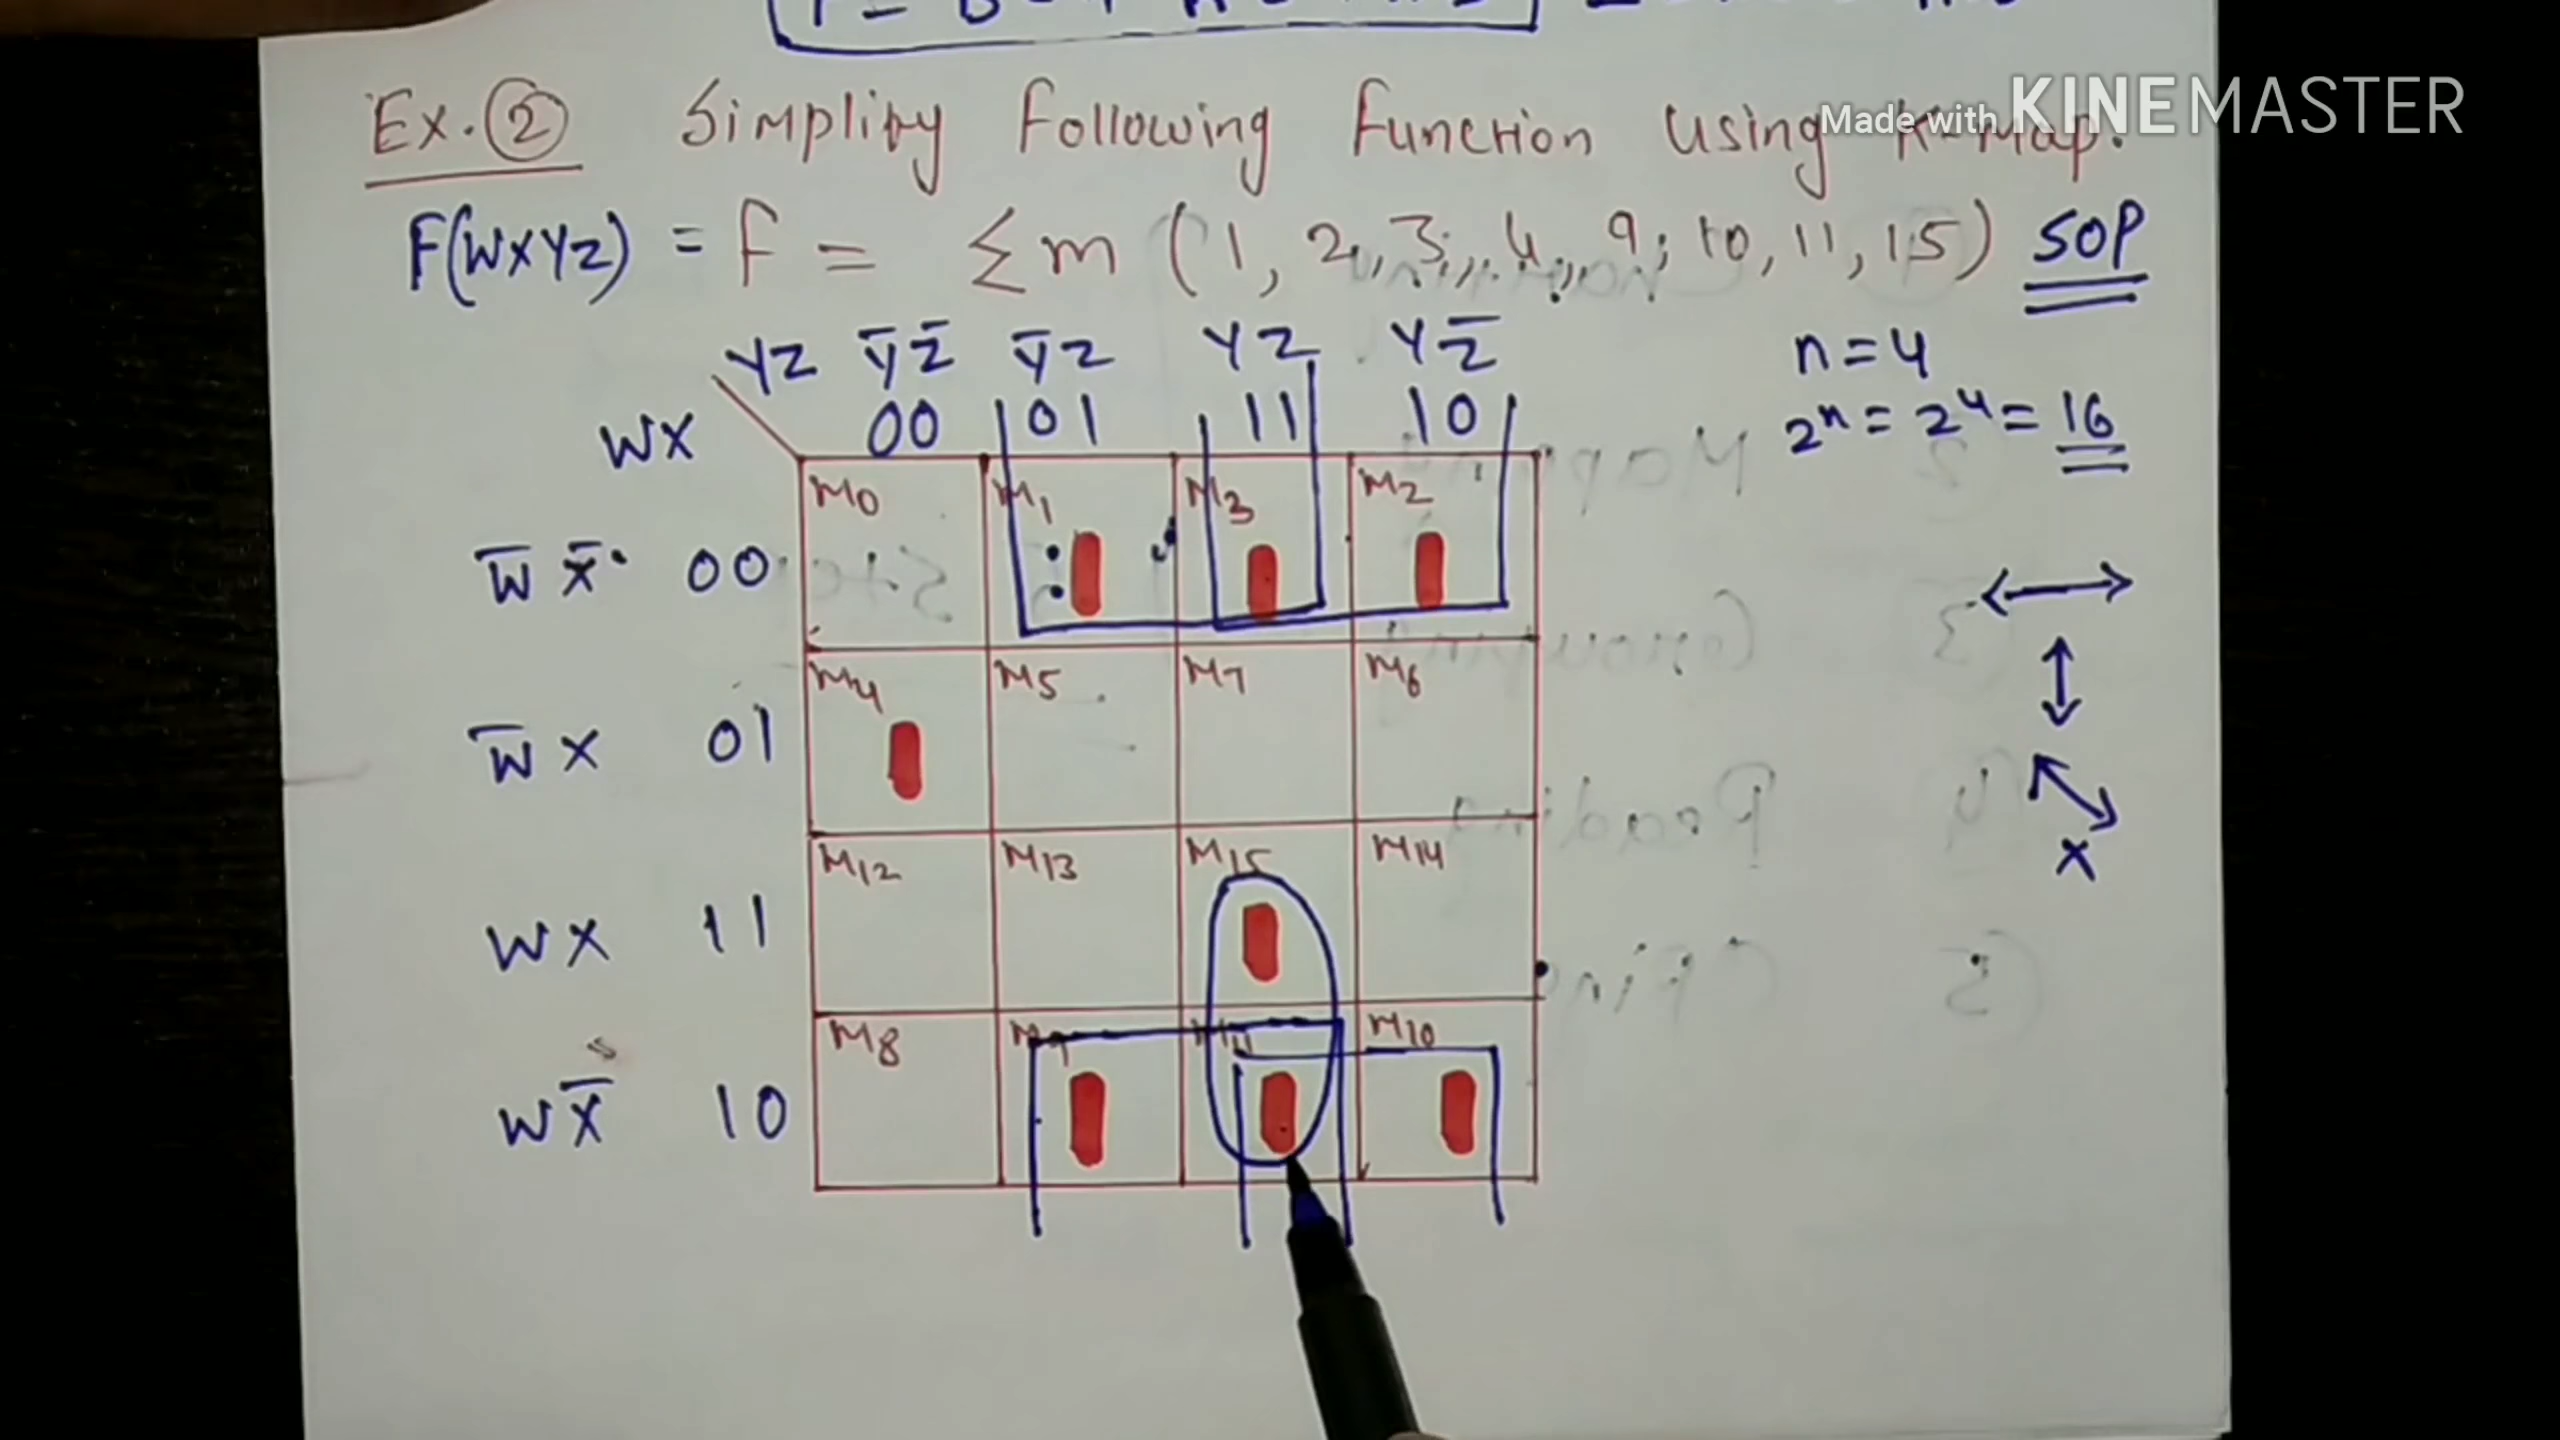 Made with KINEMASTER
Ex. 2 Simplify Following Function Using K-Map.
F(WXYZ) = f = Σm (1, 2, 3, 4, 9, 10, 11, 15) SOP
YZ Y̅Z̅ Y̅Z YZ YZ̅
WX 00 01 11 10
n = 4
2ⁿ = 2⁴ = 16
M0 M1 M3 M2
W̅ X̅ 00
M4 M5 M7 M6
W̅ X 01
M12 M13 M15 M14
X
WX 11
M8 M9 M11 M10
WX̅ 10